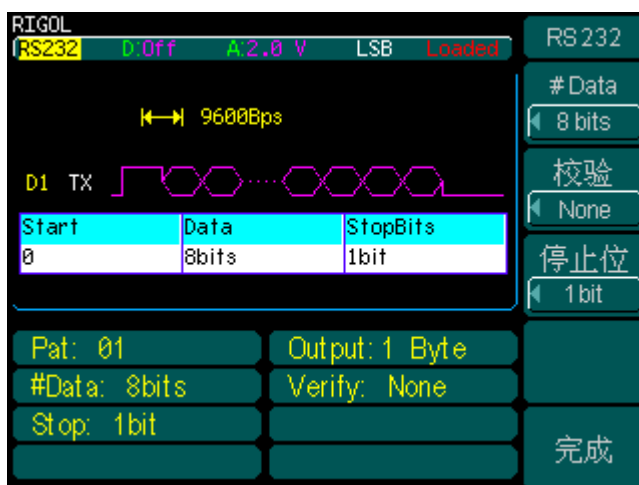 RIGOL
RS232 D:Off A:2.0 V LSB Loaded
9600Bps
D1 TX
Start Data StopBits
0 8bits 1bit
Pat: 01 Output: 1 Byte
#Data: 8bits Verify: None
Stop: 1bit
RS232
#Data
8 bits
校验
None
停止位
1bit
完成